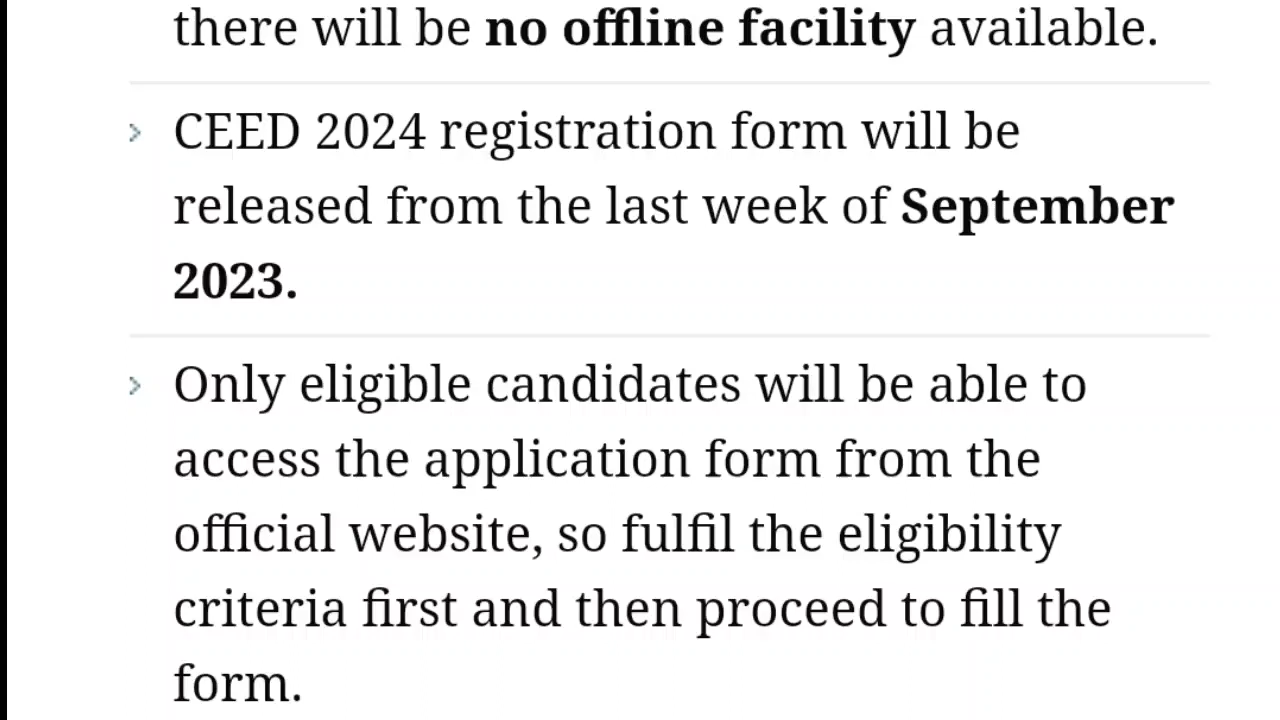 there will be no offline facility available.
CEED 2024 registration form will be
released from the last week of September
2023.
Only eligible candidates will be able to
access the application form from the
official website, so fulfil the eligibility
criteria first and then proceed to fill the
form.